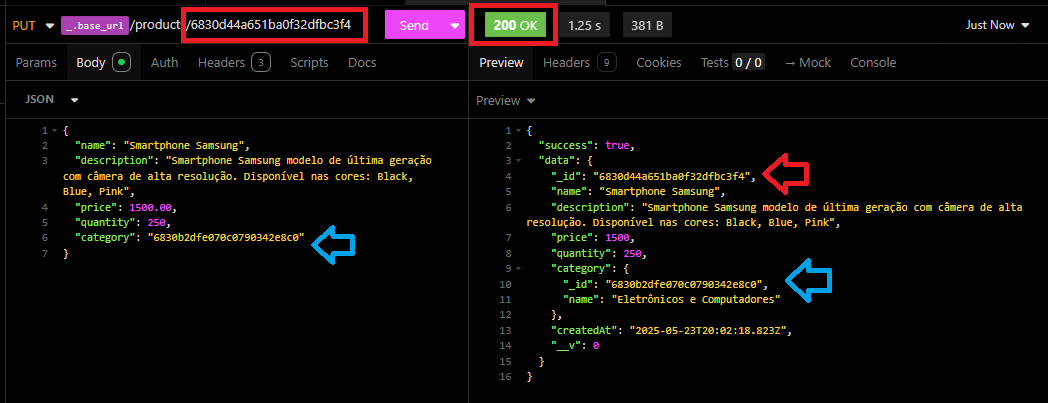 PUT _.base_url /product /6830d44a651ba0f32dfbc3f4 Send 200 OK 1.25 s 381 B Just Now
Params Body Auth Headers 3 Scripts Docs
Preview Headers 9 Cookies Tests 0 / 0 → Mock Console
JSON
Preview
1 {
2 "name": "Smartphone Samsung",
3 "description": "Smartphone Samsung modelo de última geração
com câmera de alta resolução. Disponível nas cores: Black,
Blue, Pink",
4 "price": 1500.00,
5 "quantity": 250,
6 "category": "6830b2dfe070c0790342e8c0"
7 }
1 {
2 "success": true,
3 "data": {
4 "_id": "6830d44a651ba0f32dfbc3f4",
5 "name": "Smartphone Samsung",
6 "description": "Smartphone Samsung modelo de última geração com câmera de alta
resolução. Disponível nas cores: Black, Blue, Pink",
7 "price": 1500,
8 "quantity": 250,
9 "category": {
10 "_id": "6830b2dfe070c0790342e8c0",
11 "name": "Eletrônicos e Computadores"
12 },
13 "createdAt": "2025-05-23T20:02:18.823Z",
14 "__v": 0
15 }
16 }